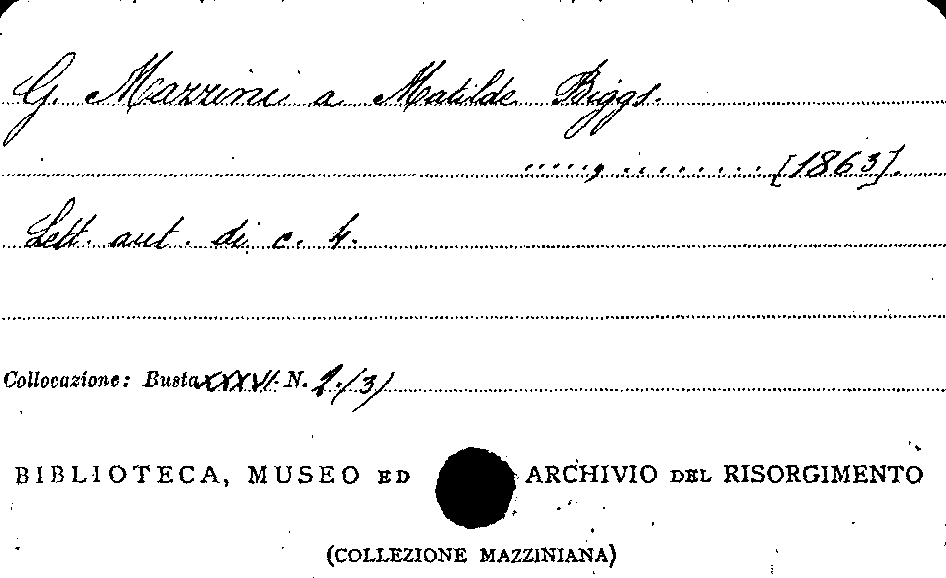 G. Mazzini a Matilde Biggs.
....., ........ [1863].
Lett. aut. di c. 4.
Collocazione: Busta XXXVI. N. 2./3)
BIBLIOTECA, MUSEO ED ARCHIVIO DEL RISORGIMENTO
(COLLEZIONE MAZZINIANA)